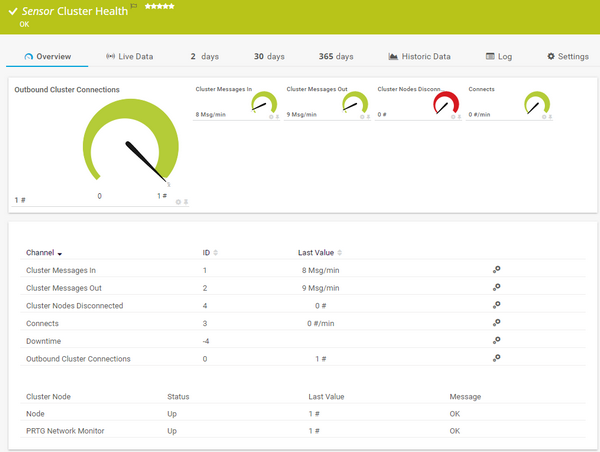 Sensor Cluster Health
OK
Overview
Live Data
2 days
30 days
365 days
Historic Data
Log
Settings
Outbound Cluster Connections
0
1 #
1 #
Cluster Messages In
8 Msg/min
Cluster Messages Out
9 Msg/min
Cluster Nodes Disconn...
0 #
Connects
0 #/min
Channel ID Last Value
Cluster Messages In 1 8 Msg/min
Cluster Messages Out 2 9 Msg/min
Cluster Nodes Disconnected 4 0 #
Connects 3 0 #/min
Downtime -4
Outbound Cluster Connections 0 1 #
Cluster Node Status Last Value Message
Node Up 1 # OK
PRTG Network Monitor Up 1 # OK